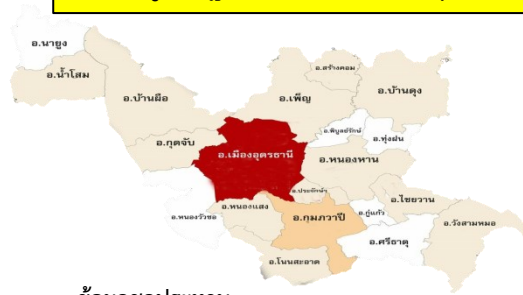 อ.นายูง
อ.น้ำโสม
อ.บ้านผือ
อ.เพ็ญ
อ.สร้างคอม
อ.บ้านดุง
อ.กุดจับ
อ.เมืองอุดรธานี
อ.พิบูลย์รักษ์
อ.ทุ่งฝน
อ.หนองหาน
อ.ประจักษ์ฯ
อ.ไชยวาน
อ.หนองวัวซอ
อ.หนองแสง
อ.กุมภวาปี
อ.กู่แก้ว
อ.วังสามหมอ
อ.ศรีธาตุ
อ.โนนสะอาด